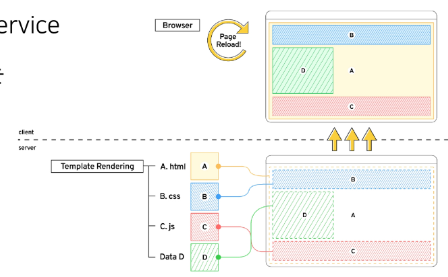 ervice
Browser
Page
Reload!
B
D
A
C
client
server
Template Rendering
A. html
A
B. css
B
C. js
C
Data D
D
B
D
A
C